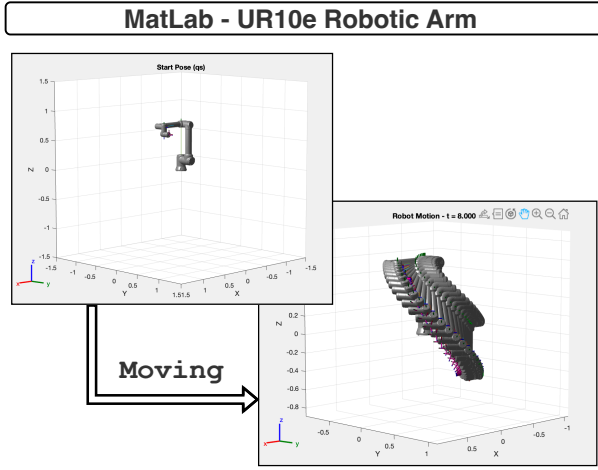 MatLab - UR10e Robotic Arm
Start Pose (qs)
1.5
1
0.5
0
-0.5
-1
-1.5
Z
-1.5
-1
-0.5
0
0.5
1
1.5
Y
1.5
1
0.5
0
-0.5
-1
-1.5
X
z
x
y
Moving
Robot Motion - t = 8.000
0.2
0
-0.2
-0.4
-0.6
-0.8
Z
-0.5
0
0.5
1
Y
0.5
0
-0.5
-1
X
z
x
y